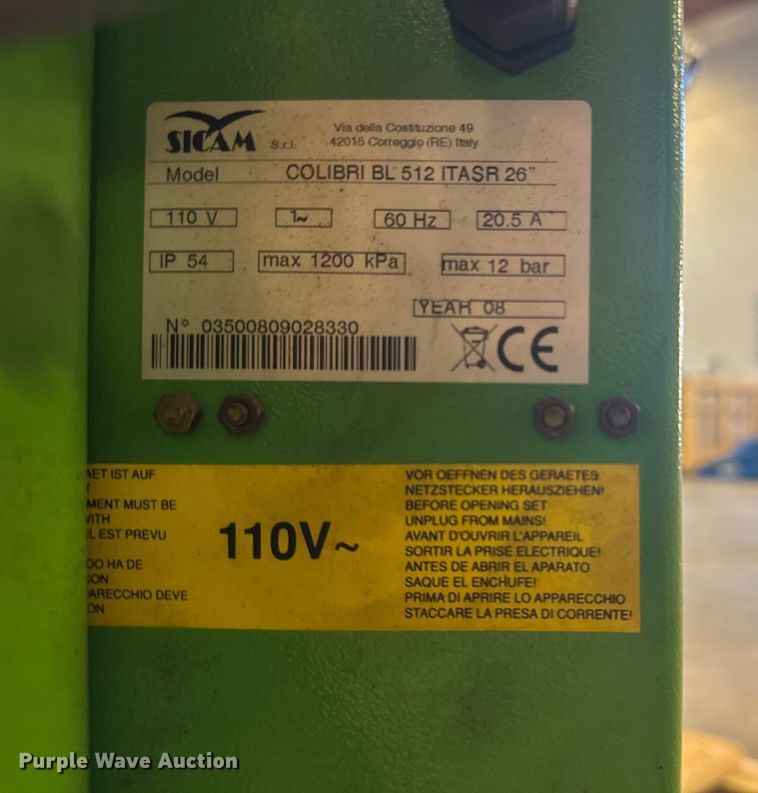 SICAM S.r.l.
Via della Costituzione 49
42015 Correggio (RE) Italy
Model COLIBRI BL 512 ITASR 26"
110 V 1~ 60 Hz 20.5 A
IP 54 max 1200 kPa max 12 bar
YEAR 08
N° 03500809028330
CE
AET IST AUF
T
MENT MUST BE
WITH
IL EST PREVU
DO HA DE
CON
PARECCHIO DEVE
ON
110V~
VOR OEFFNEN DES GERAETES
NETZSTECKER HERAUSZIEHEN!
BEFORE OPENING SET
UNPLUG FROM MAINS!
AVANT D'OUVRIR L'APPAREIL
SORTIR LA PRISE ELECTRIQUE!
ANTES DE ABRIR EL APARATO
SAQUE EL ENCHUFE!
PRIMA DI APRIRE LO APPARECCHIO
STACCARE LA PRESA DI CORRENTE!
Purple Wave Auction